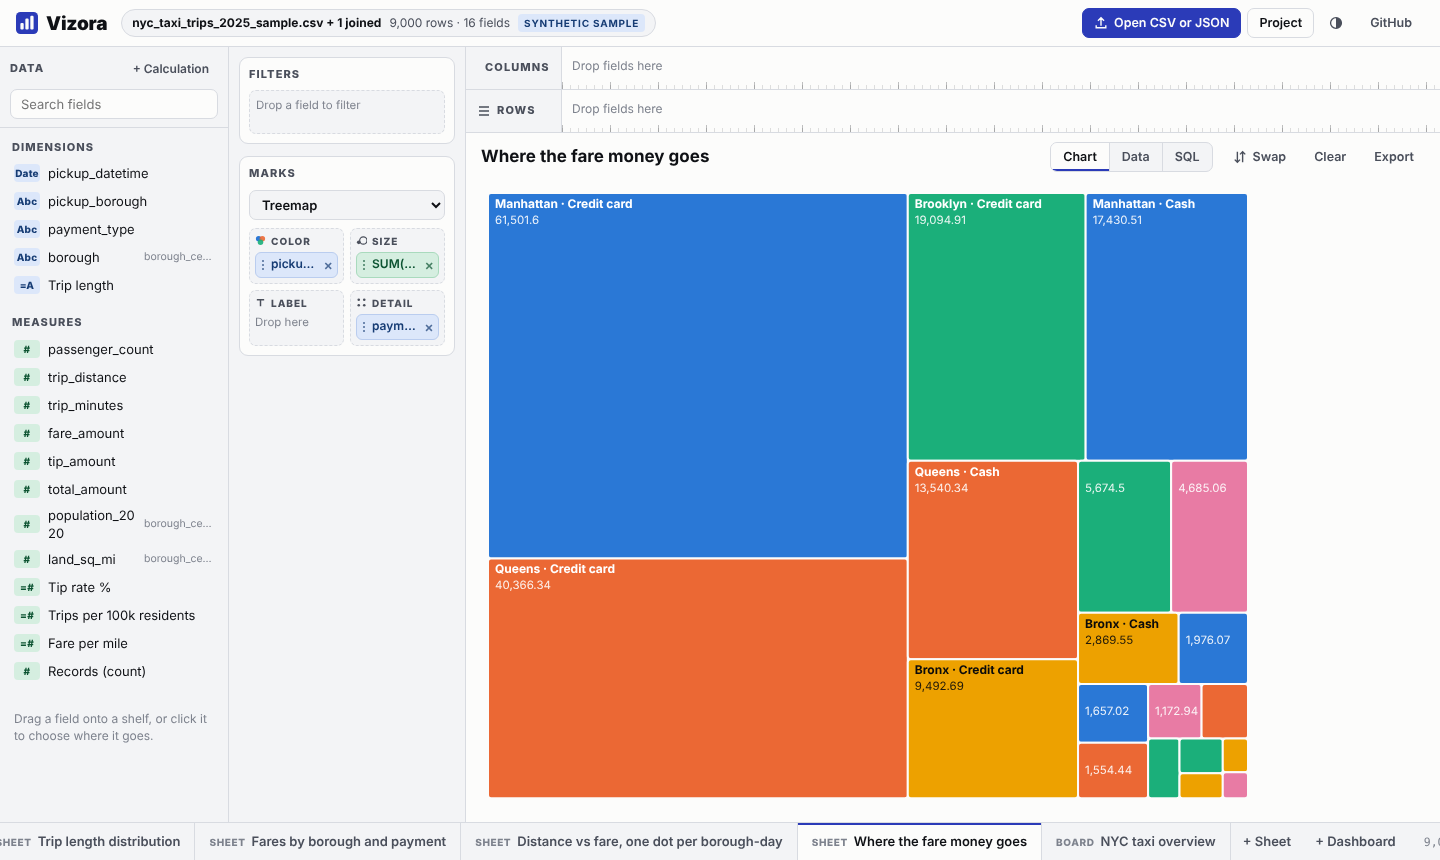 Vizora
nyc_taxi_trips_2025_sample.csv + 1 joined 9,000 rows · 16 fields SYNTHETIC SAMPLE
Open CSV or JSON
Project
GitHub
DATA
+ Calculation
Search fields
DIMENSIONS
Date pickup_datetime
Abc pickup_borough
Abc payment_type
Abc borough borough_ce...
=A Trip length
MEASURES
# passenger_count
# trip_distance
# trip_minutes
# fare_amount
# tip_amount
# total_amount
# population_20
20 borough_ce...
# land_sq_mi borough_ce...
=# Tip rate %
=# Trips per 100k residents
=# Fare per mile
# Records (count)
Drag a field onto a shelf, or click it
to choose where it goes.
FILTERS
Drop a field to filter
MARKS
Treemap
COLOR
picku... ×
SIZE
SUM(... ×
LABEL
Drop here
DETAIL
paym... ×
COLUMNS
Drop fields here
ROWS
Drop fields here
Where the fare money goes
Chart
Data
SQL
Swap
Clear
Export
Manhattan · Credit card
61,501.6
Brooklyn · Credit card
19,094.91
Manhattan · Cash
17,430.51
Queens · Cash
13,540.34
5,674.5
4,685.06
Queens · Credit card
40,366.34
Bronx · Cash
2,869.55
1,976.07
Bronx · Credit card
9,492.69
1,657.02
1,172.94
1,554.44
SHEET Trip length distribution
SHEET Fares by borough and payment
SHEET Distance vs fare, one dot per borough-day
SHEET Where the fare money goes
BOARD NYC taxi overview
+ Sheet
+ Dashboard